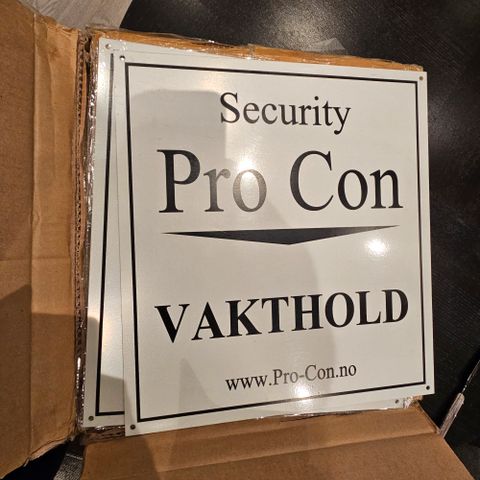 Security
Pro Con
VAKTHOLD
www.Pro-Con.no